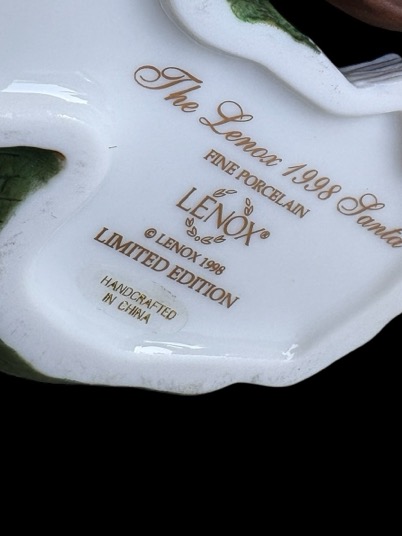 The Lenox 1998 Santa
FINE PORCELAIN
LENOX®
© LENOX 1998
LIMITED EDITION
HANDCRAFTED
IN CHINA